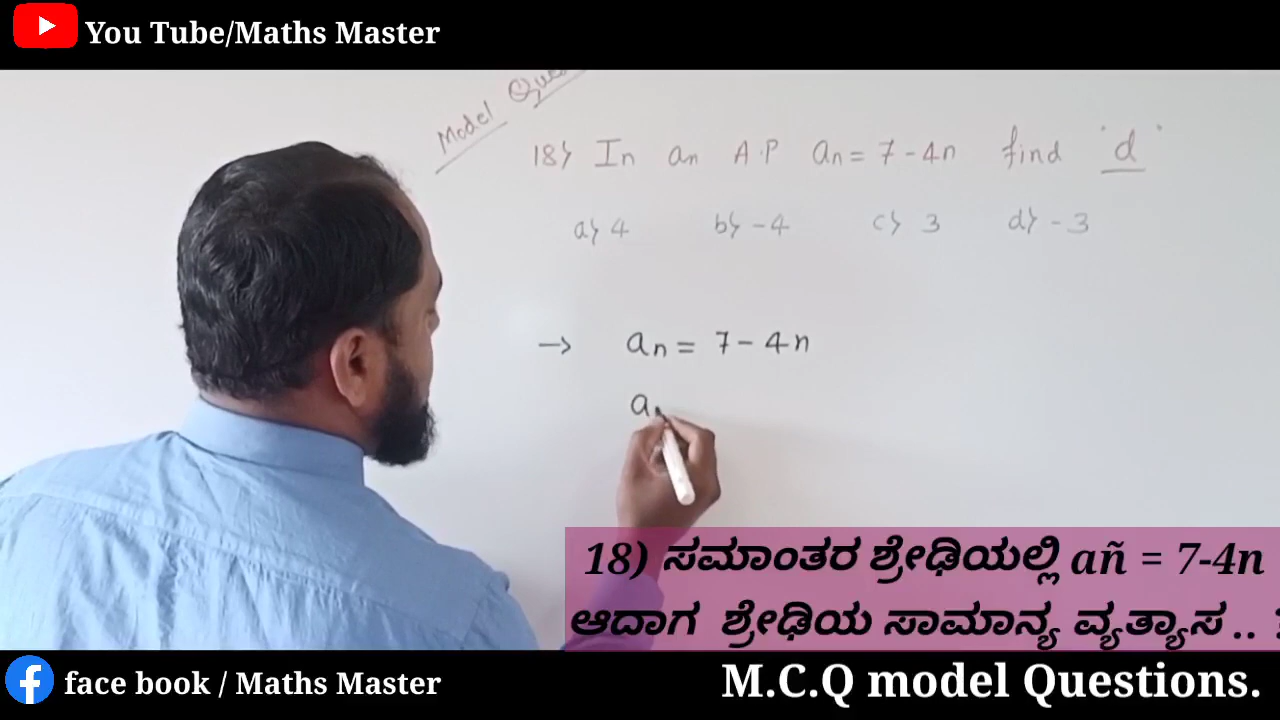 You Tube/Maths Master
Model Ques
18) In an A.P an = 7 - 4n find 'd'
a) 4 b) -4 c) 3 d) -3
→ an = 7 - 4n
a
18) ಸಮಾಂತರ ಶ್ರೇಢಿಯಲ್ಲಿ añ = 7-4n
ಆದಾಗ ಶ್ರೇಢಿಯ ಸಾಮಾನ್ಯ ವ್ಯತ್ಯಾಸ .. ?
face book / Maths Master
M.C.Q model Questions.